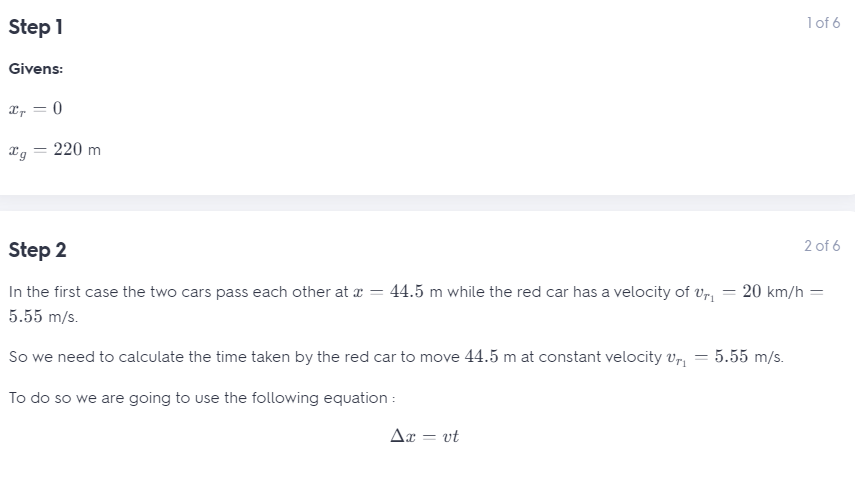 Step 1
1 of 6
Givens:
x_r = 0
x_g = 220 m
Step 2
2 of 6
In the first case the two cars pass each other at x = 44.5 m while the red car has a velocity of v_{r_1} = 20 km/h =
5.55 m/s.
So we need to calculate the time taken by the red car to move 44.5 m at constant velocity v_{r_1} = 5.55 m/s.
To do so we are going to use the following equation :
Δx = vt